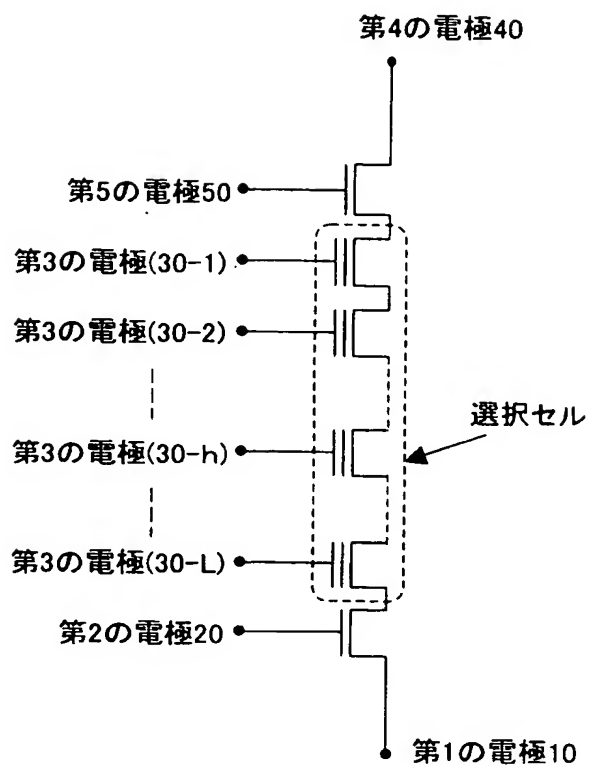 第4の電極40
第5の電極50
第3の電極(30-1)
第3の電極(30-2)
選択セル
第3の電極(30-h)
第3の電極(30-L)
第2の電極20
第1の電極10